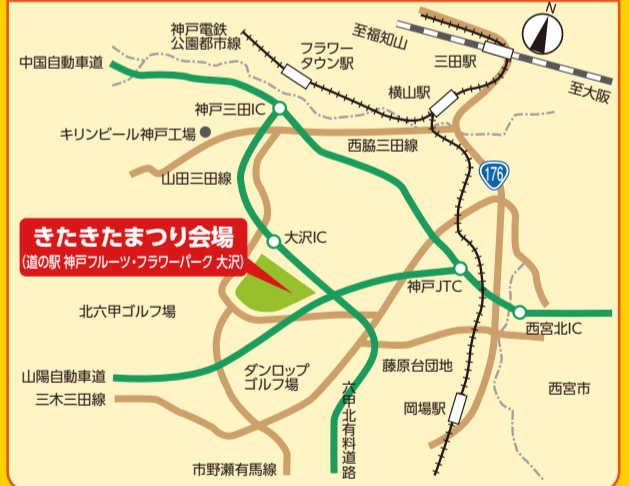 N
神戸電鉄
公園都市線
フラワー
タウン駅
至福知山
三田駅
至大阪
中国自動車道
横山駅
神戸三田IC
キリンビール神戸工場
西脇三田線
山田三田線
176
きたきたまつり会場
(道の駅 神戸フルーツ・フラワーパーク 大沢)
大沢IC
神戸JTC
北六甲ゴルフ場
西宮北IC
山陽自動車道
三木三田線
ダンロップ
ゴルフ場
藤原台団地
岡場駅
西宮市
六甲北有料道路
市野瀬有馬線